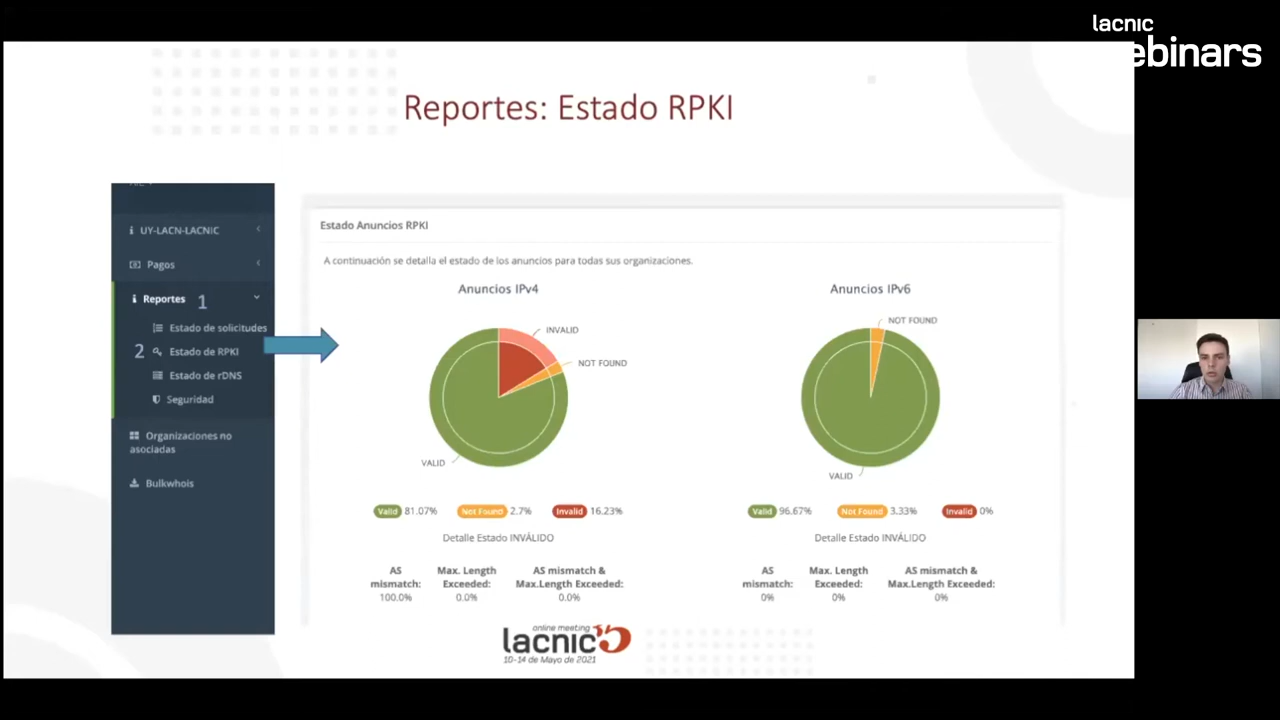 lacnic
ebinars
Reportes: Estado RPKI
UY-LACN-LACNIC
Pagos
Reportes 1
Estado de solicitudes
2 Estado de RPKI
Estado de rDNS
Seguridad
Organizaciones no
asociadas
Bulkwhois
Estado Anuncios RPKI
A continuación se detalla el estado de los anuncios para todas sus organizaciones.
Anuncios IPv4
INVALID
NOT FOUND
VALID
Valid 81.07% Not Found 2.7% Invalid 16.23%
Detalle Estado INVÁLIDO
AS Max. Length AS mismatch &
mismatch: Exceeded: Max.Length Exceeded:
100.0% 0.0% 0.0%
Anuncios IPv6
NOT FOUND
VALID
Valid 96.67% Not Found 3.33% Invalid 0%
Detalle Estado INVÁLIDO
AS Max. Length AS mismatch &
mismatch: Exceeded: Max.Length Exceeded:
0% 0% 0%
online meeting
lacnic 35
10-14 de Mayo de 2021